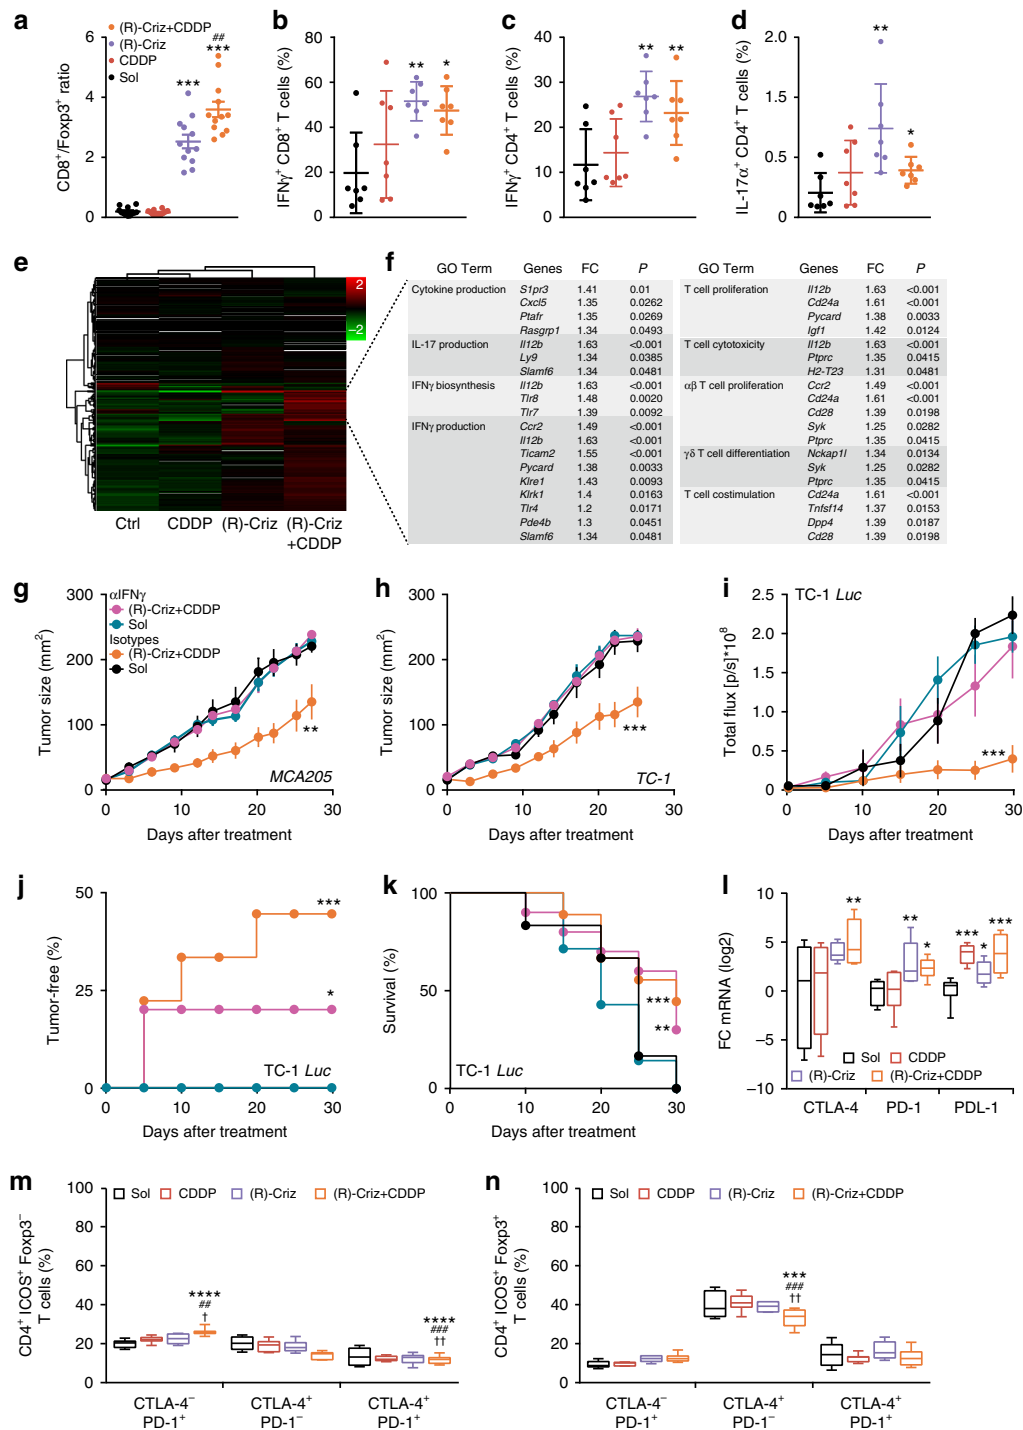 a
(R)-Criz+CDDP
(R)-Criz
CDDP
Sol
CD8⁺/Foxp3⁺ ratio
6
4
2
0
***
##
***
b
IFNγ⁺ CD8⁺ T cells (%)
80
60
40
20
0
**
*
c
IFNγ⁺ CD4⁺ T cells (%)
40
30
20
10
0
**
**
d
IL-17α⁺ CD4⁺ T cells (%)
2.0
1.5
0.5
0
**
*
e
2
−2
Ctrl
CDDP
(R)-Criz
(R)-Criz
+CDDP
f
GO Term Genes FC P
Cytokine production S1pr3 1.41 0.01
Cxcl5 1.35 0.0262
Ptafr 1.35 0.0269
Rasgrp1 1.34 0.0493
IL-17 production Il12b 1.63 <0.001
Ly9 1.34 0.0385
Slamf6 1.34 0.0481
IFNγ biosynthesis Il12b 1.63 <0.001
Tlr8 1.48 0.0020
Tlr7 1.39 0.0092
IFNγ production Ccr2 1.49 <0.001
Il12b 1.63 <0.001
Ticam2 1.55 <0.001
Pycard 1.38 0.0033
Klre1 1.43 0.0093
Klrk1 1.4 0.0163
Tlr4 1.2 0.0171
Pde4b 1.3 0.0451
Slamf6 1.34 0.0481
GO Term Genes FC P
T cell proliferation Il12b 1.63 <0.001
Cd24a 1.61 <0.001
Pycard 1.38 0.0033
Igf1 1.42 0.0124
T cell cytotoxicity Il12b 1.63 <0.001
Ptprc 1.35 0.0415
H2-T23 1.31 0.0481
αβ T cell proliferation Ccr2 1.49 <0.001
Cd24a 1.61 <0.001
Cd28 1.39 0.0198
Syk 1.25 0.0282
Ptprc 1.35 0.0415
γδ T cell differentiation Nckap1l 1.34 0.0134
Syk 1.25 0.0282
Ptprc 1.35 0.0415
T cell costimulation Cd24a 1.61 <0.001
Tnfsf14 1.37 0.0153
Dpp4 1.39 0.0187
Cd28 1.39 0.0198
g
αIFNγ
(R)-Criz+CDDP
Sol
Isotypes
(R)-Criz+CDDP
Sol
Tumor size (mm²)
300
200
100
0
**
MCA205
0 10 20 30
Days after treatment
h
Tumor size (mm²)
300
200
100
0
***
TC-1
0 10 20 30
Days after treatment
i
TC-1 Luc
Total flux [p/s]*10⁸
2.5
2.0
1.5
1.0
0.5
0
***
0 10 20 30
Days after treatment
j
Tumor-free (%)
50
25
0
***
*
TC-1 Luc
0 10 20 30
Days after treatment
k
Survival (%)
100
50
0
***
**
TC-1 Luc
0 10 20 30
Days after treatment
l
FC mRNA (log2)
10
5
0
−5
−10
**
**
*
***
*
***
Sol
CDDP
(R)-Criz
(R)-Criz+CDDP
CTLA-4 PD-1 PDL-1
m
Sol CDDP (R)-Criz (R)-Criz+CDDP
CD4⁺ ICOS⁺ Foxp3⁻
T cells (%)
100
80
60
40
20
0
****
##
†
****
###
††
CTLA-4⁻ CTLA-4⁺ CTLA-4⁺
PD-1⁺ PD-1⁻ PD-1⁺
n
Sol CDDP (R)-Criz (R)-Criz+CDDP
CD4⁺ ICOS⁺ Foxp3⁺
T cells (%)
100
80
60
40
20
0
***
###
††
CTLA-4⁻ CTLA-4⁺ CTLA-4⁺
PD-1⁺ PD-1⁻ PD-1⁺